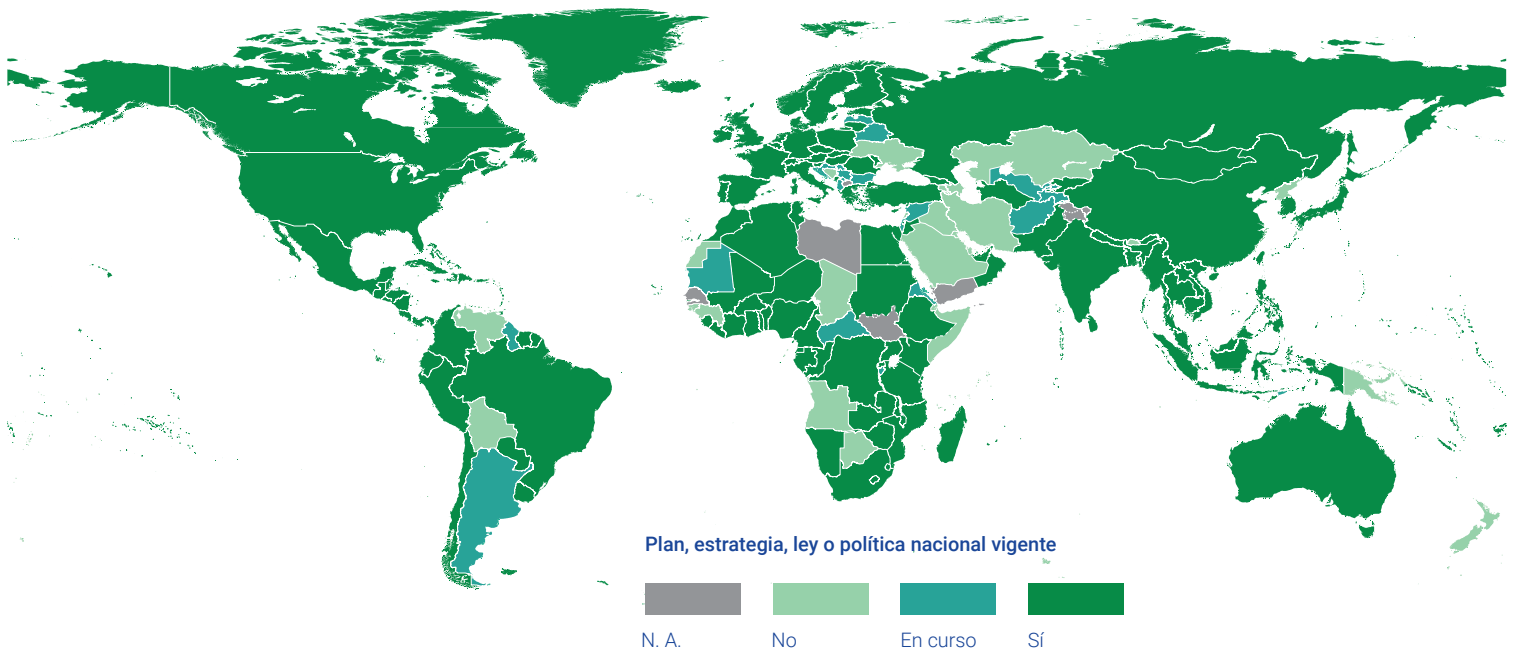 Plan, estrategia, ley o política nacional vigente
N. A.
No
En curso
Sí